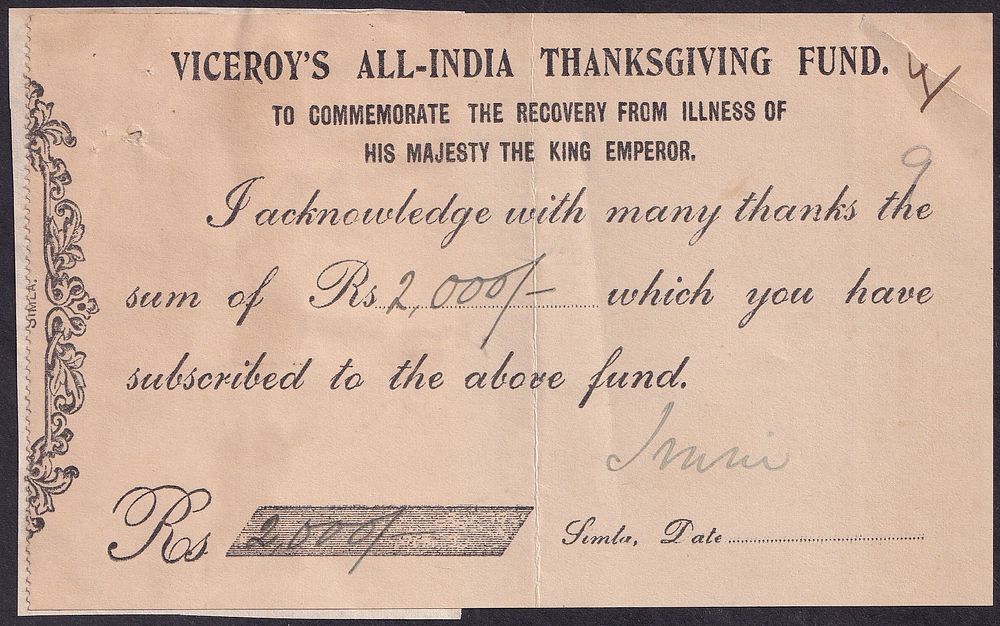 VICEROY'S ALL-INDIA THANKSGIVING FUND.
TO COMMEMORATE THE RECOVERY FROM ILLNESS OF
HIS MAJESTY THE KING EMPEROR.
9
I acknowledge with many thanks the
sum of Rs. 2,000/- which you have
subscribed to the above fund.
Rs 2,000/-
Simla, Date
SIMLA.